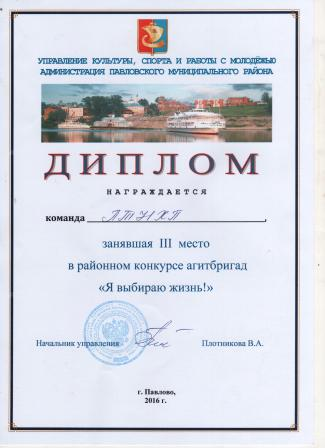 УПРАВЛЕНИЕ КУЛЬТУРЫ, СПОРТА И РАБОТЫ С МОЛОДЁЖЬЮ
АДМИНИСТРАЦИЯ ПАВЛОВСКОГО МУНИЦИПАЛЬНОГО РАЙОНА
ДИПЛОМ
НАГРАЖДАЕТСЯ
команда ПТНХП,
занявшая III место
в районном конкурсе агитбригад
«Я выбираю жизнь!»
Начальник управления Плотникова В.А.
г. Павлово,
2016 г.